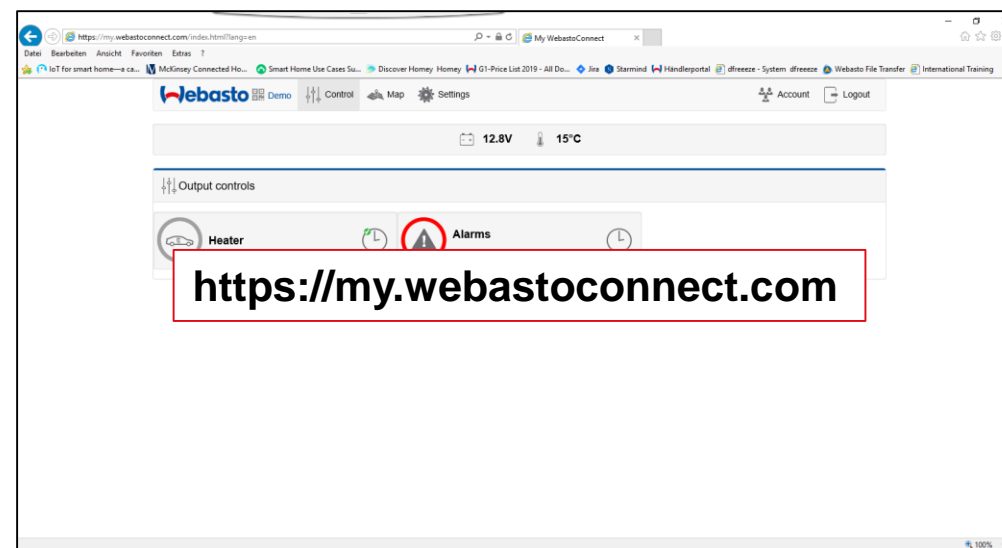 https://my.webastoconnect.com/index.html?lang=en My WebastoConnect
Datei Bearbeiten Ansicht Favoriten Extras ?
IoT for smart home—a ca... McKinsey Connected Ho... Smart Home Use Cases Su... Discover Homey Homey G1-Price List 2019 - All Do... Jira Starmind Händlerportal dfreeeze - System dfreeeze Webasto File Transfer International Training
Webasto Demo Control Map Settings Account Logout
12.8V 15°C
Output controls
Heater Alarms
https://my.webastoconnect.com
100%